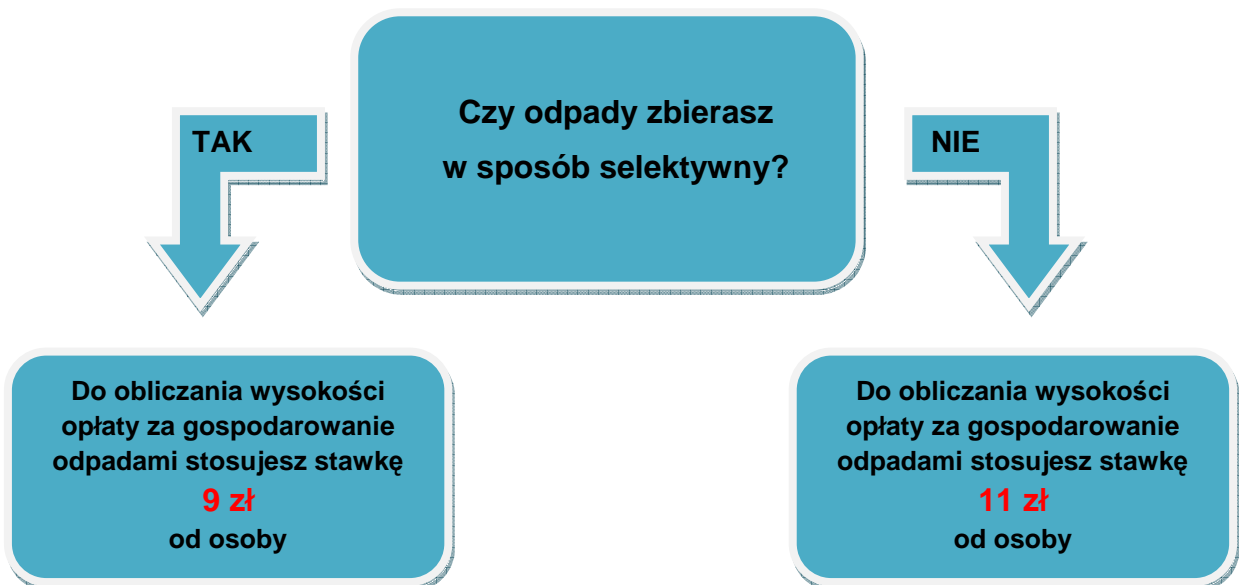 Czy odpady zbierasz
w sposób selektywny?
TAK
NIE
Do obliczania wysokości
opłaty za gospodarowanie
odpadami stosujesz stawkę
9 zł
od osoby
Do obliczania wysokości
opłaty za gospodarowanie
odpadami stosujesz stawkę
11 zł
od osoby